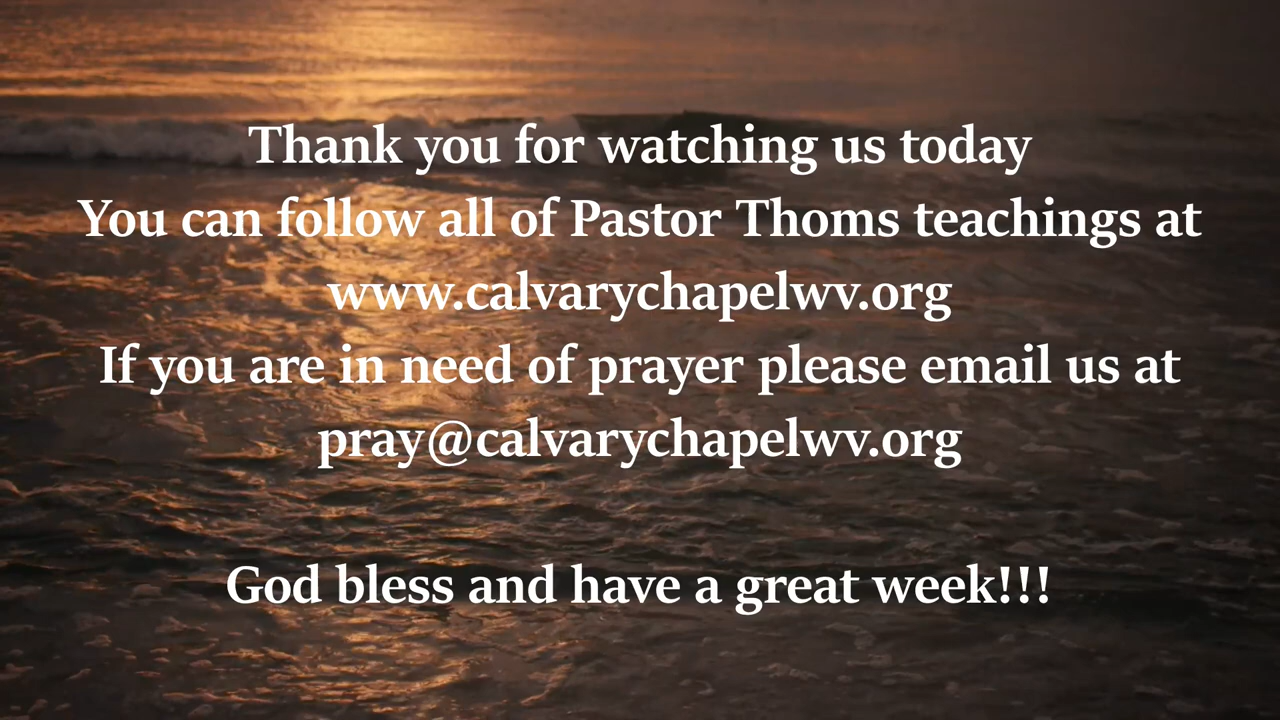 Thank you for watching us today
You can follow all of Pastor Thoms teachings at
www.calvarychapelwv.org
If you are in need of prayer please email us at
pray@calvarychapelwv.org
God bless and have a great week!!!